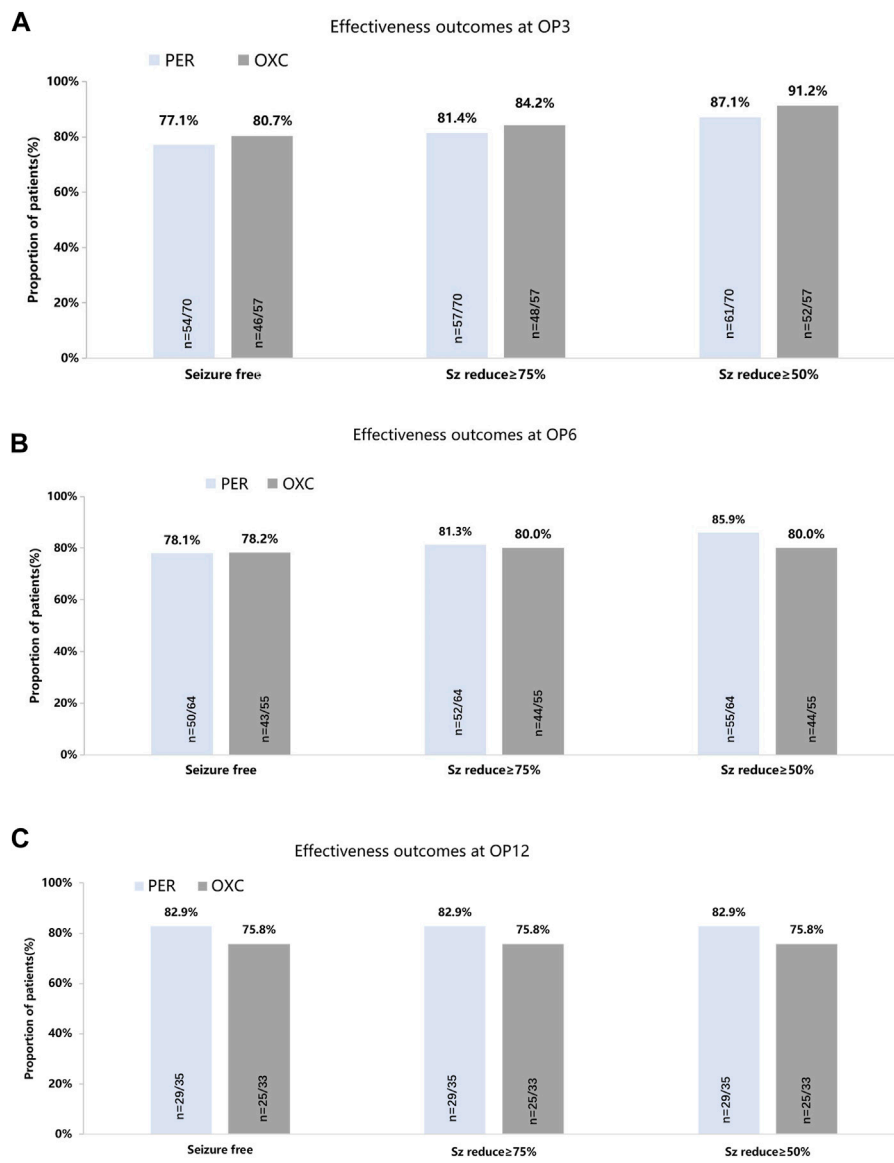 A
Effectiveness outcomes at OP3
PER OXC
Proportion of patients(%)
100%
80%
60%
40%
20%
0%
77.1% 80.7% 81.4% 84.2% 87.1% 91.2%
n=54/70 n=46/57 n=57/70 n=48/57 n=61/70 n=52/57
Seizure free Sz reduce≥75% Sz reduce≥50%
B
Effectiveness outcomes at OP6
PER OXC
Proportion of patients(%)
100%
80%
60%
40%
20%
0%
78.1% 78.2% 81.3% 80.0% 85.9% 80.0%
n=50/64 n=43/55 n=52/64 n=44/55 n=55/64 n=44/55
Seizure free Sz reduce≥75% Sz reduce≥50%
C
Effectiveness outcomes at OP12
PER OXC
Proportion of patients(%)
100%
80%
60%
40%
20%
0%
82.9% 75.8% 82.9% 75.8% 82.9% 75.8%
n=29/35 n=25/33 n=29/35 n=25/33 n=29/35 n=25/33
Seizure free Sz reduce≥75% Sz reduce≥50%